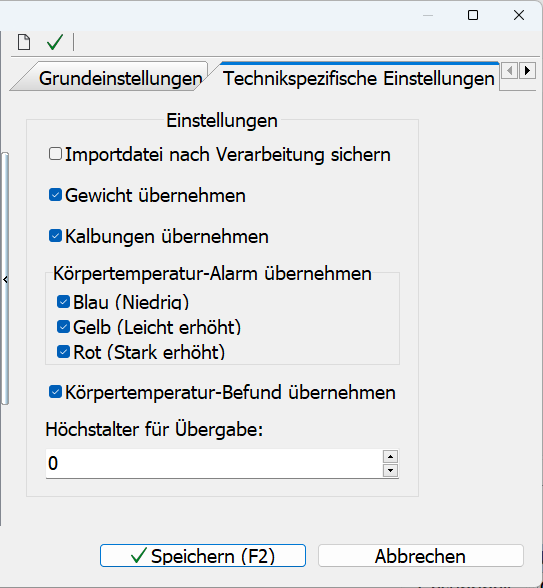 Grundeinstellungen
Technikspezifische Einstellungen
Einstellungen
Importdatei nach Verarbeitung sichern
Gewicht übernehmen
Kalbungen übernehmen
Körpertemperatur-Alarm übernehmen
Blau (Niedrig)
Gelb (Leicht erhöht)
Rot (Stark erhöht)
Körpertemperatur-Befund übernehmen
Höchstalter für Übergabe:
0
Speichern (F2)
Abbrechen